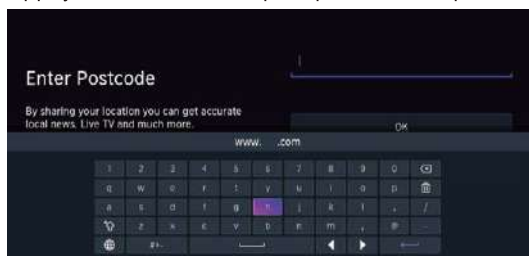 Enter Postcode
By sharing your location you can get accurate
local news, Live TV and much more.
OK
www. .com
1 2 3 4 5 6 7 8 9 0
q w e r t y u i o p
a s d f g h j k l . /
z x c v b n m , @ -
#+-